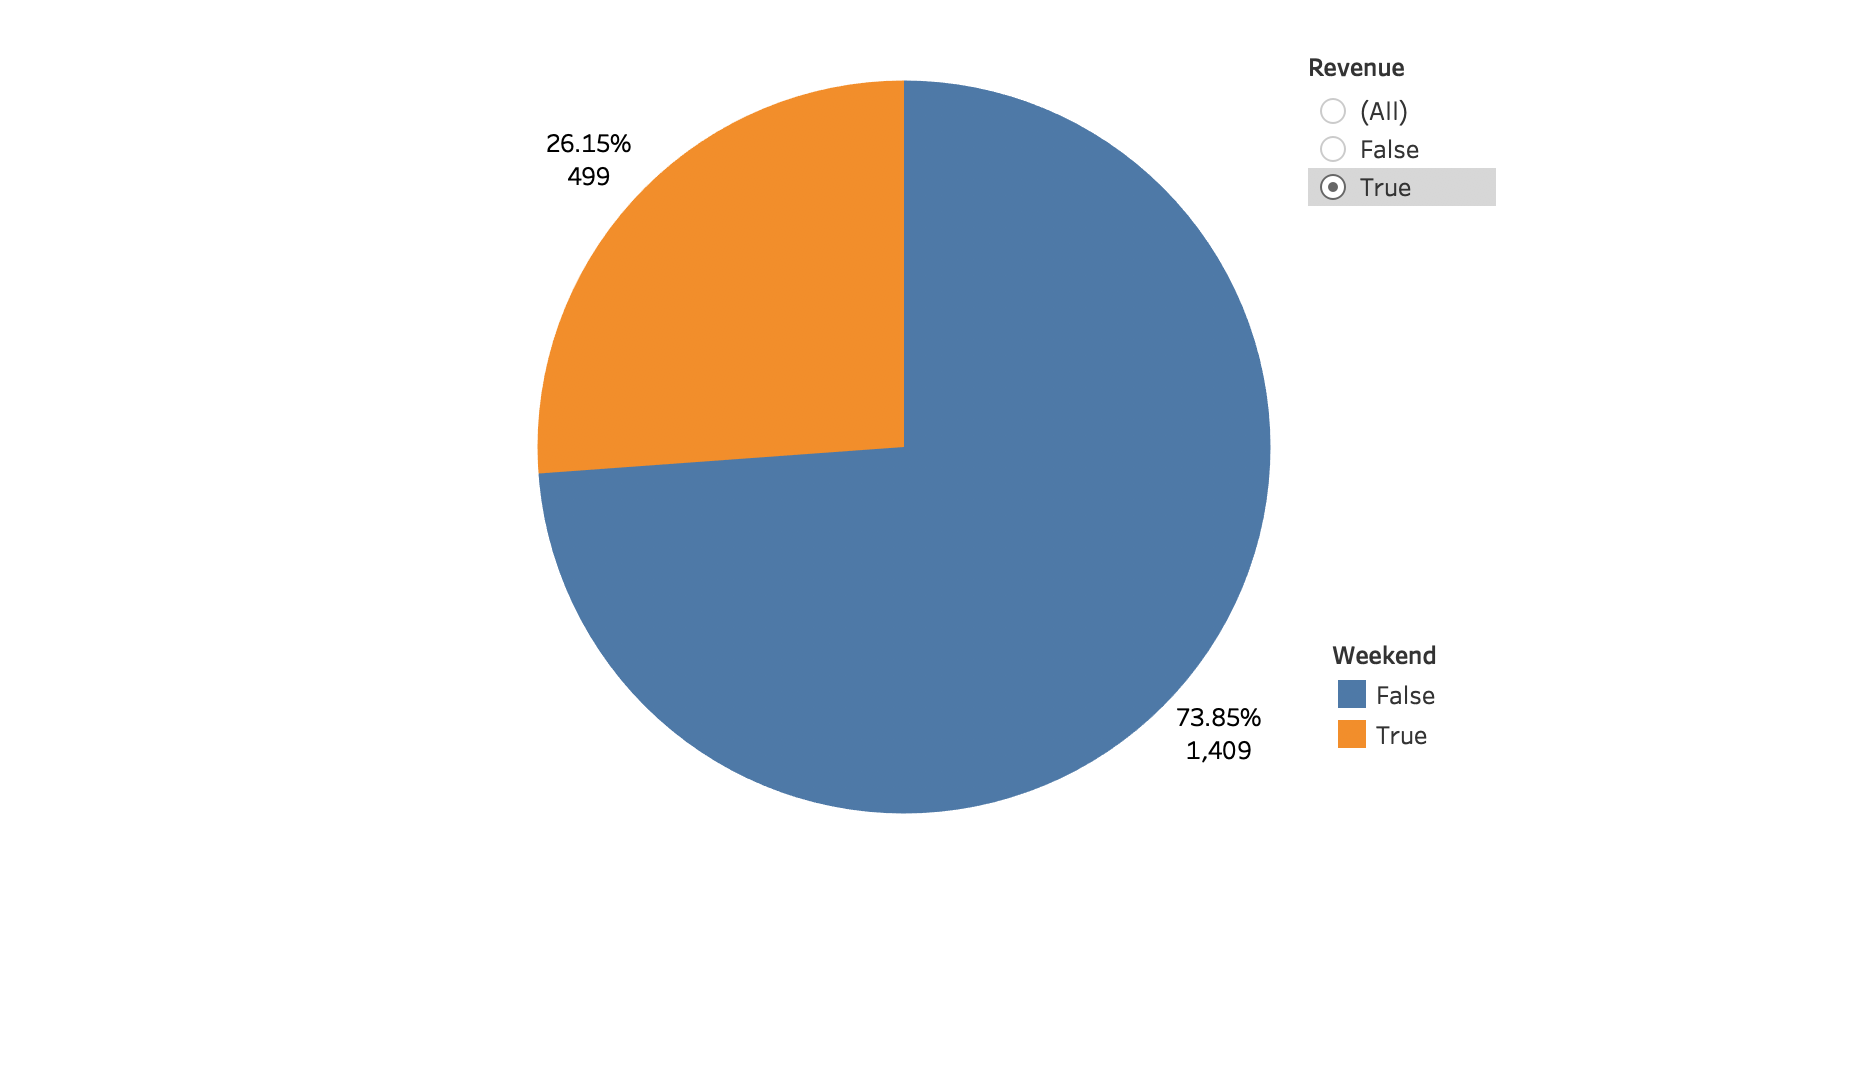 Revenue
(All)
False
True
26.15%
499
73.85%
1,409
Weekend
False
True